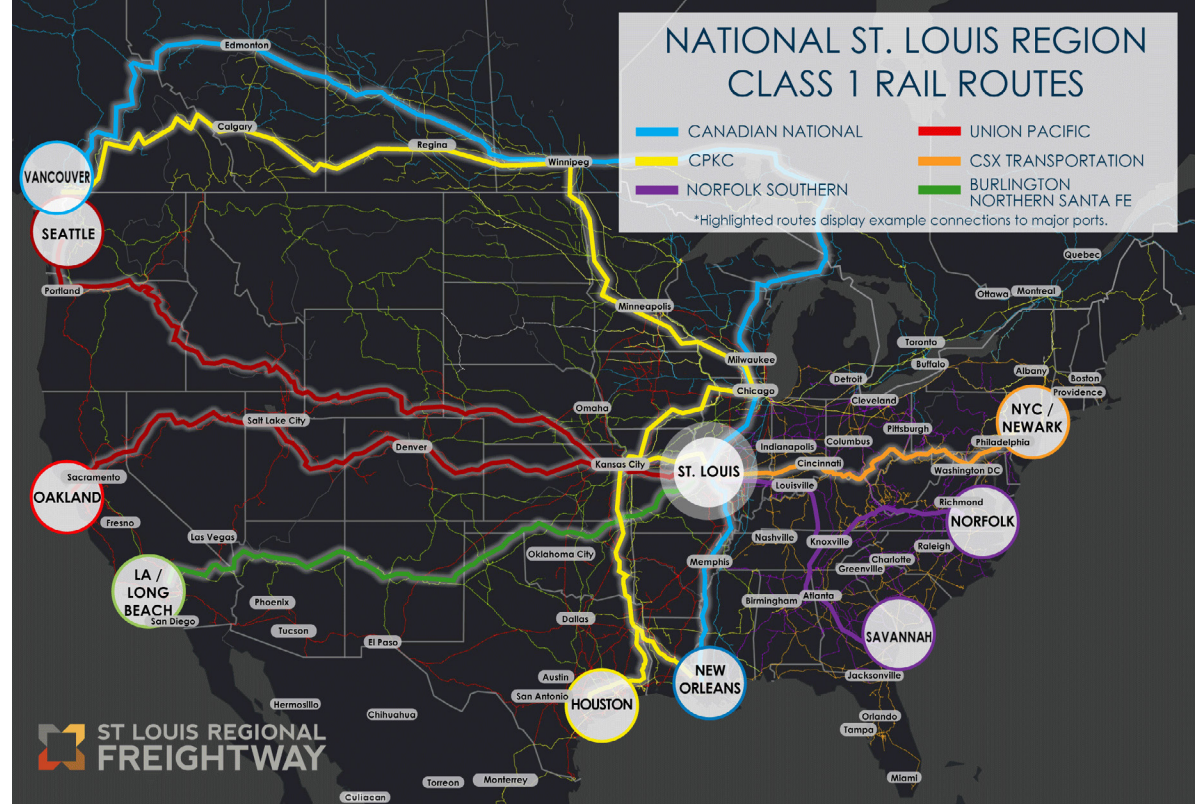 NATIONAL ST. LOUIS REGION
CLASS 1 RAIL ROUTES
CANADIAN NATIONAL
UNION PACIFIC
CPKC
CSX TRANSPORTATION
NORFOLK SOUTHERN
BURLINGTON
NORTHERN SANTA FE
*Highlighted routes display example connections to major ports.
Edmonton
Calgary
Regina
Winnipeg
VANCOUVER
SEATTLE
Portland
Quebec
Ottawa
Montreal
Minneapolis
Toronto
Milwaukee
Buffalo
Albany
Detroit
Boston
Chicago
Providence
Cleveland
Omaha
NYC /
NEWARK
Salt Lake City
Pittsburgh
Denver
Indianapolis
Columbus
Philadelphia
Kansas City
ST. LOUIS
Cincinnati
Washington DC
Sacramento
OAKLAND
Louisville
Richmond
NORFOLK
Fresno
Las Vegas
Nashville
Knoxville
Raleigh
Oklahoma City
Memphis
Charlotte
Greenville
LA /
LONG
BEACH
San Diego
Phoenix
Birmingham
Atlanta
Dallas
Tucson
SAVANNAH
El Paso
Austin
San Antonio
HOUSTON
NEW
ORLEANS
Jacksonville
Hermosillo
Chihuahua
Orlando
Tampa
ST LOUIS REGIONAL
FREIGHTWAY
Torreon
Monterrey
Miami
Culiacan